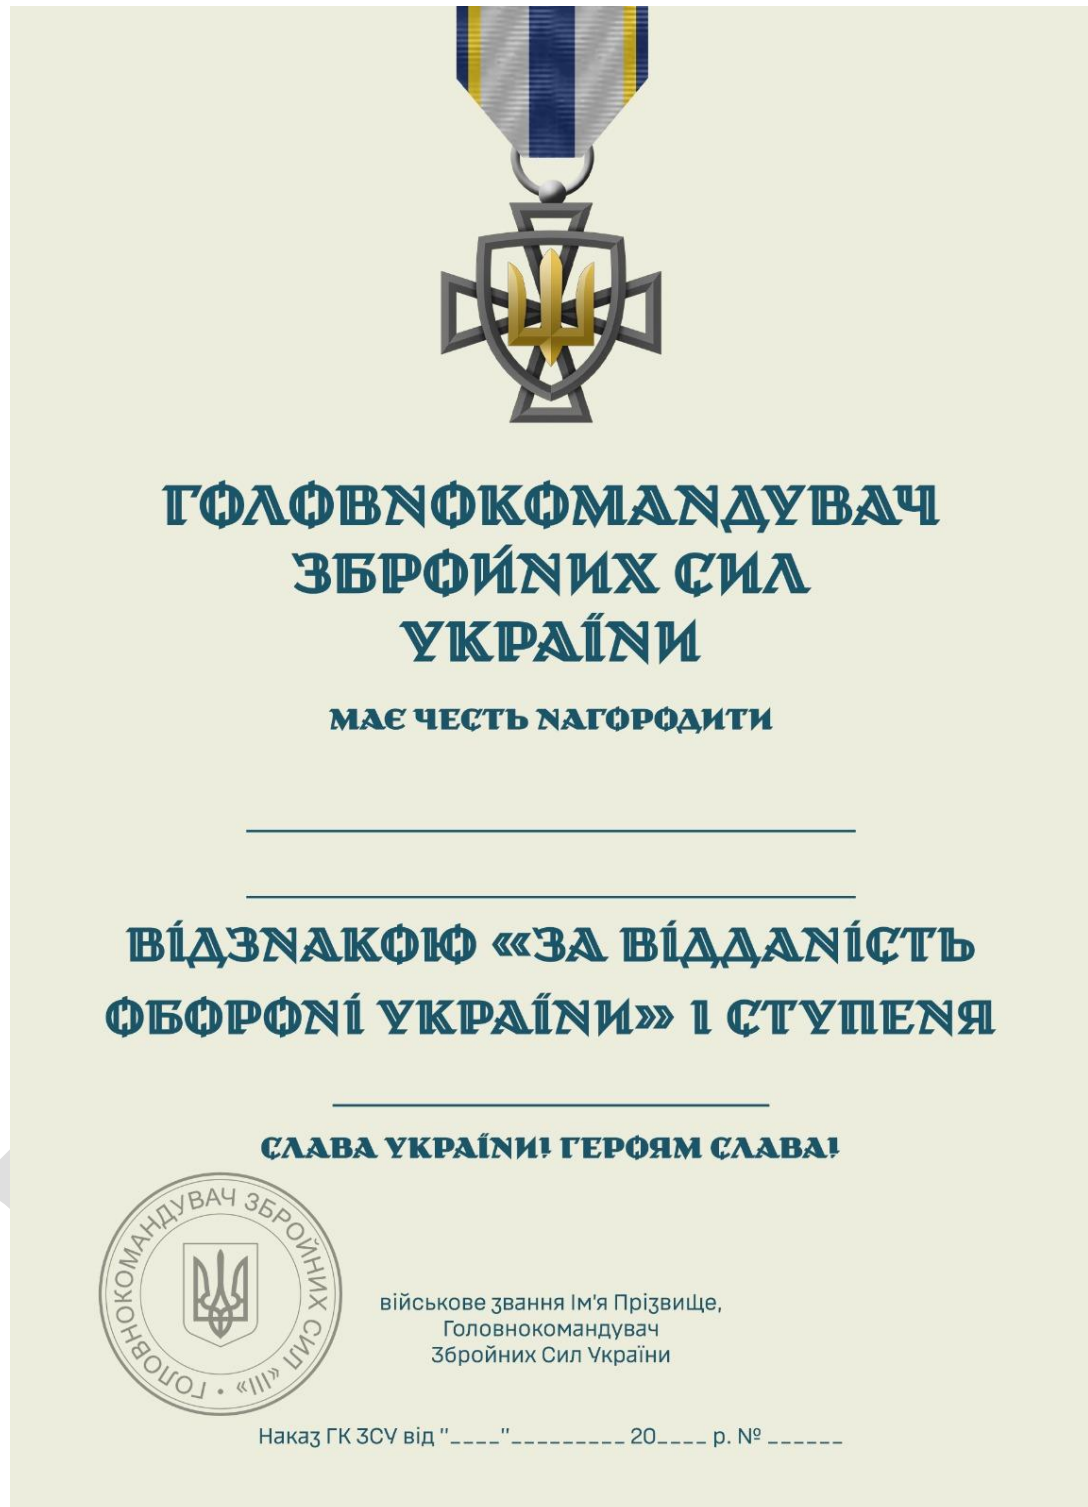 ГОЛОВНОКОМАНДУВАЧ
ЗБРОЙНИХ СИЛ
УКРАЇНИ
МАЄ ЧЕСТЬ НАГОРОДИТИ
ВІДЗНАКОЮ «ЗА ВІДДАНІСТЬ
ОБОРОНІ УКРАЇНИ» І СТУПЕНЯ
СЛАВА УКРАЇНИ! ГЕРОЯМ СЛАВА!
ГОЛОВНОКОМАНДУВАЧ ЗБРОЙНИХ СИЛ «ІІІ» •
військове звання Ім'я Прізвище,
Головнокомандувач
Збройних Сил України
Наказ ГК ЗСУ від "____"_________ 20____ р. № ______